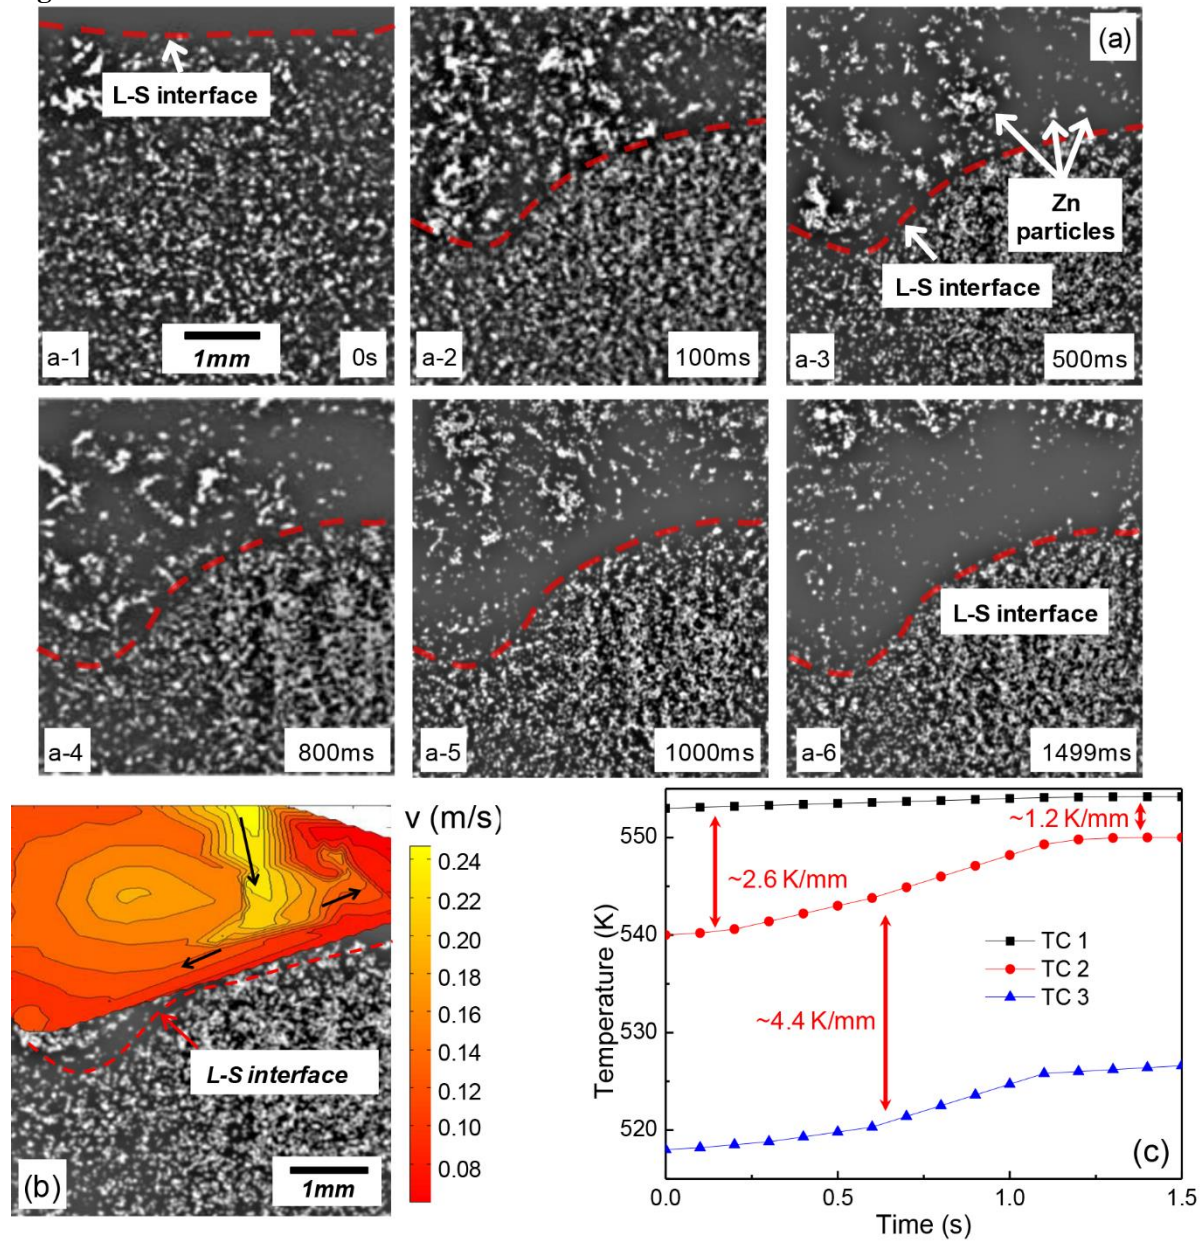 (a)
L-S interface
a-1
1mm
0s
a-2
100ms
Zn
particles
L-S interface
a-3
500ms
a-4
800ms
a-5
1000ms
L-S interface
a-6
1499ms
v (m/s)
0.24
0.22
0.20
0.18
0.16
0.14
0.12
0.10
0.08
L-S interface
(b)
1mm
Temperature (K)
550
540
530
520
~1.2 K/mm
~2.6 K/mm
~4.4 K/mm
TC 1
TC 2
TC 3
(c)
0.0
0.5
1.0
1.5
Time (s)